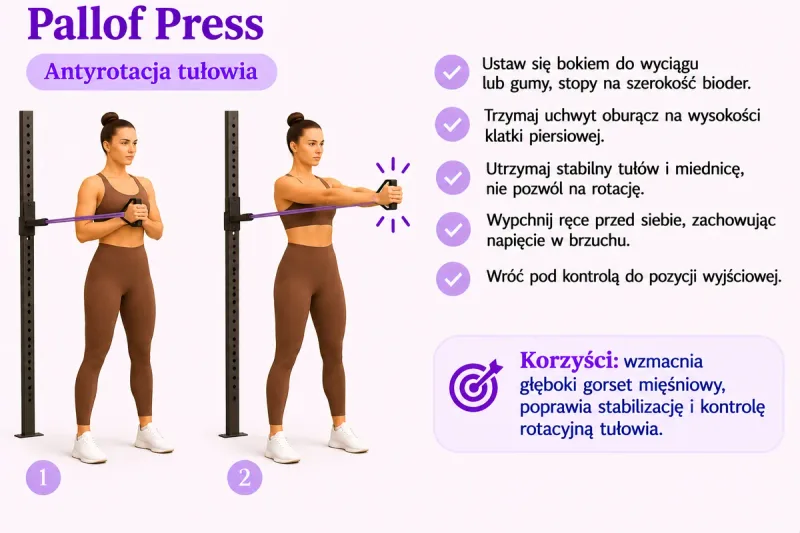 Pallof Press
Antyrotacja tułowia
Ustaw się bokiem do wyciągu
lub gumy, stopy na szerokość bioder.
Trzymaj uchwyt oburącz na wysokości
klatki piersiowej.
Utrzymaj stabilny tułów i miednicę,
nie pozwól na rotację.
Wypchnij ręce przed siebie, zachowując
napięcie w brzuchu.
Wróć pod kontrolą do pozycji wyjściowej.
Korzyści: wzmacnia
głęboki gorset mięśniowy,
poprawia stabilizację i kontrolę
rotacyjną tułowia.
1
2